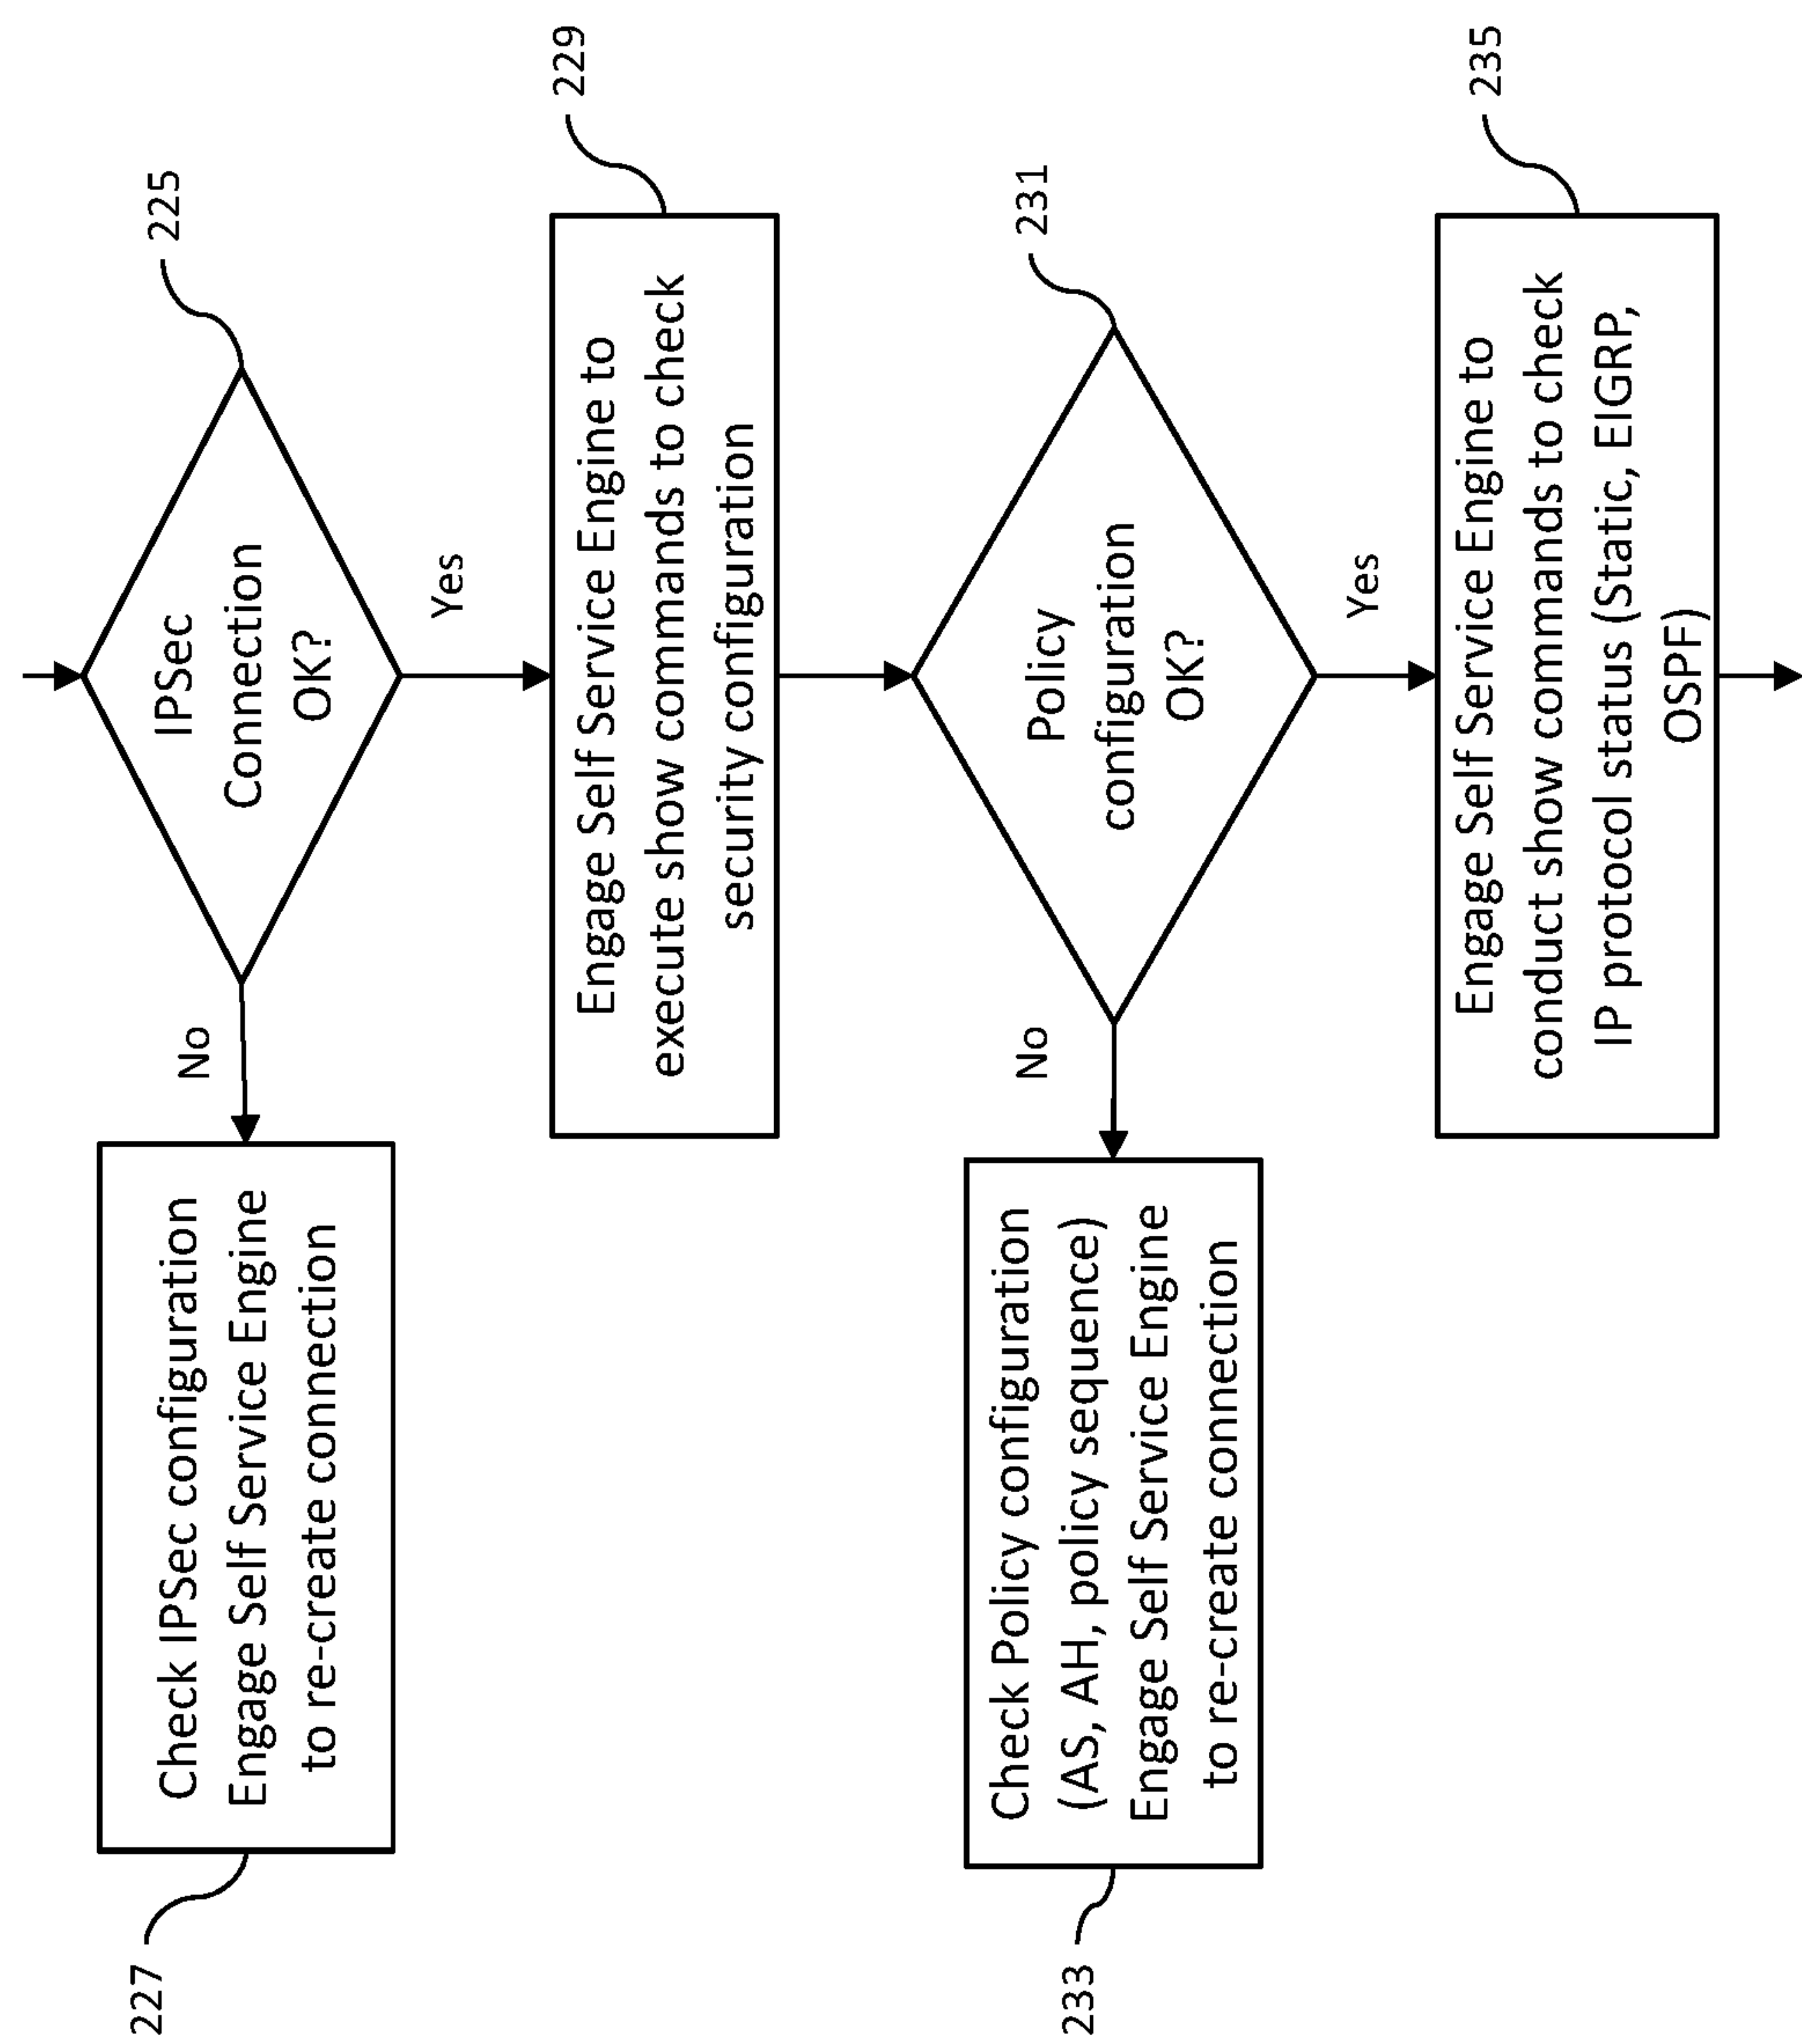 225
IPSec
Connection
OK?
No
Yes
227
Check IPSec configuration
Engage Self Service Engine
to re-create connection
229
Engage Self Service Engine to
execute show commands to check
security configuration
231
Policy
configuration
OK?
No
Yes
233
Check Policy configuration
(AS, AH, policy sequence)
Engage Self Service Engine
to re-create connection
235
Engage Self Service Engine to
conduct show commands to check
IP protocol status (Static, EIGRP,
OSPF)